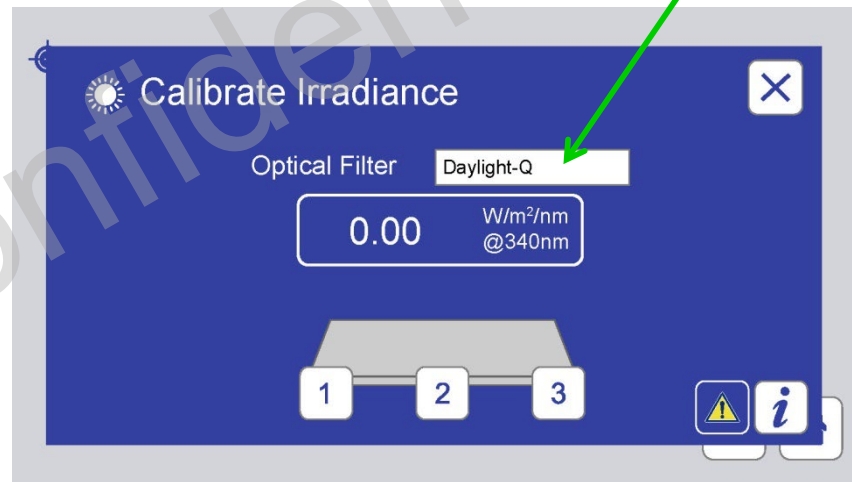 Calibrate Irradiance
Optical Filter Daylight-Q
0.00 W/m²/nm
@340nm
1 2 3
i